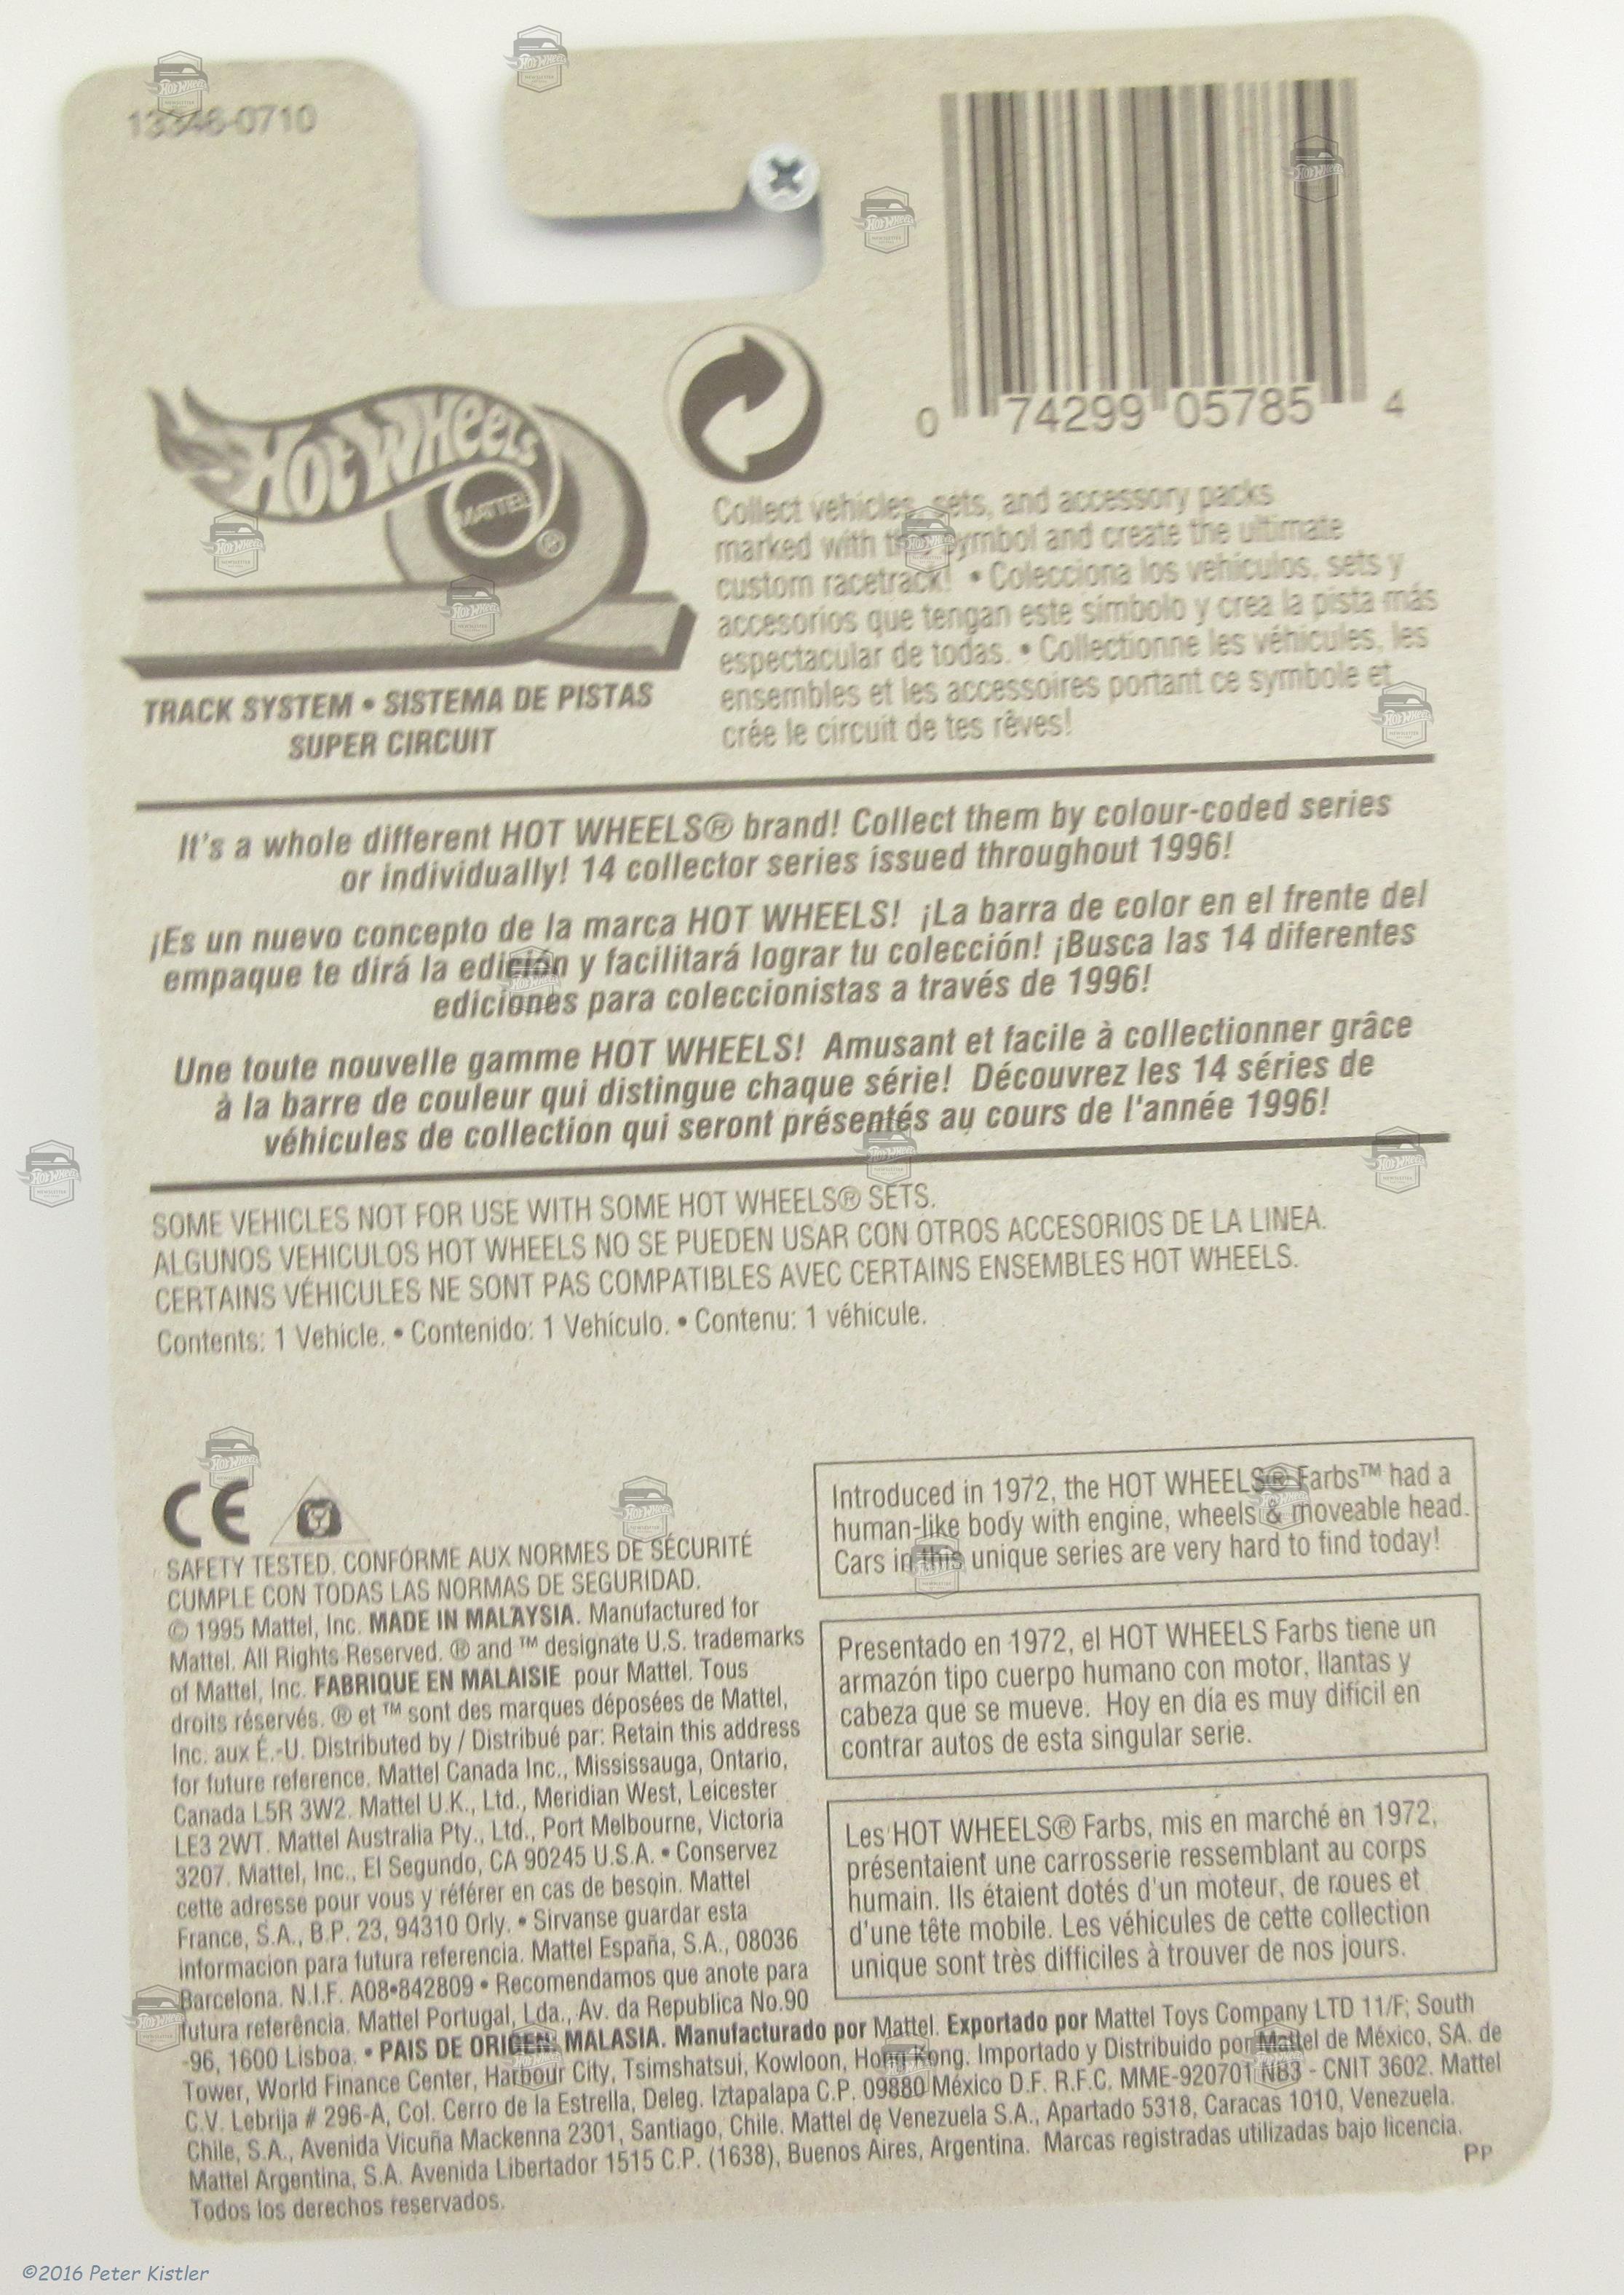 13346-0710
0 74299 05785 4
HOT WHEELS
MATTEL
®
TRACK SYSTEM • SISTEMA DE PISTAS
SUPER CIRCUIT
Collect vehicles, sets, and accessory packs
marked with this symbol and create the ultimate
custom racetrack! • Colecciona los vehiculos, sets y
accesorios que tengan este símbolo y crea la pista más
espectacular de todas. • Collectionne les véhicules, les
ensembles et les accessoires portant ce symbole et
crée le circuit de tes rêves!
It's a whole different HOT WHEELS® brand! Collect them by colour-coded series
or individually! 14 collector series issued throughout 1996!
¡Es un nuevo concepto de la marca HOT WHEELS! ¡La barra de color en el frente del
empaque te dirá la edición y facilitará lograr tu colección! ¡Busca las 14 diferentes
ediciones para coleccionistas a través de 1996!
Une toute nouvelle gamme HOT WHEELS! Amusant et facile à collectionner grâce
à la barre de couleur qui distingue chaque série! Découvrez les 14 séries de
véhicules de collection qui seront présentés au cours de l'année 1996!
SOME VEHICLES NOT FOR USE WITH SOME HOT WHEELS® SETS.
ALGUNOS VEHICULOS HOT WHEELS NO SE PUEDEN USAR CON OTROS ACCESORIOS DE LA LINEA.
CERTAINS VÉHICULES NE SONT PAS COMPATIBLES AVEC CERTAINS ENSEMBLES HOT WHEELS.
Contents: 1 Vehicle. • Contenido: 1 Vehículo. • Contenu: 1 véhicule.
CE
SAFETY TESTED. CONFORME AUX NORMES DE SÉCURITÉ
CUMPLE CON TODAS LAS NORMAS DE SEGURIDAD.
© 1995 Mattel, Inc. MADE IN MALAYSIA. Manufactured for
Mattel. All Rights Reserved. ® and ™ designate U.S. trademarks
of Mattel, Inc. FABRIQUE EN MALAISIE pour Mattel. Tous
droits réservés. ® et ™ sont des marques déposées de Mattel,
Inc. aux É.-U. Distributed by / Distribué par: Retain this address
for future reference. Mattel Canada Inc., Mississauga, Ontario,
Canada L5R 3W2. Mattel U.K., Ltd., Meridian West, Leicester
LE3 2WT. Mattel Australia Pty., Ltd., Port Melbourne, Victoria
3207. Mattel, Inc., El Segundo, CA 90245 U.S.A. • Conservez
cette adresse pour vous y référer en cas de besoin. Mattel
France, S.A., B.P. 23, 94310 Orly. • Sirvanse guardar esta
informacion para futura referencia. Mattel España, S.A., 08036
Barcelona. N.I.F. A08•842809 • Recomendamos que anote para
futura referência. Mattel Portugal, Lda., Av. da Republica No.90
-96, 1600 Lisboa. • PAIS DE ORIGEN: MALASIA. Manufacturado por Mattel. Exportado por Mattel Toys Company LTD 11/F; South
Tower, World Finance Center, Harbour City, Tsimshatsui, Kowloon, Hong Kong. Importado y Distribuido por Mattel de México, SA. de
C.V. Lebrija # 296-A, Col. Cerro de la Estrella, Deleg. Iztapalapa C.P. 09880 México D.F. R.F.C. MME-920701 NB3 - CNIT 3602. Mattel
Chile, S.A., Avenida Vicuña Mackenna 2301, Santiago, Chile. Mattel de Venezuela S.A., Apartado 5318, Caracas 1010, Venezuela.
Mattel Argentina, S.A. Avenida Libertador 1515 C.P. (1638), Buenos Aires, Argentina. Marcas registradas utilizadas bajo licencia.
Todos los derechos reservados.
PP
Introduced in 1972, the HOT WHEELS® Farbs™ had a
human-like body with engine, wheels & moveable head.
Cars in this unique series are very hard to find today!
Presentado en 1972, el HOT WHEELS Farbs tiene un
armazón tipo cuerpo humano con motor, llantas y
cabeza que se mueve. Hoy en día es muy difícil en
contrar autos de esta singular serie.
Les HOT WHEELS® Farbs, mis en marché en 1972,
présentaient une carrosserie ressemblant au corps
humain. Ils étaient dotés d'un moteur, de roues et
d'une tête mobile. Les véhicules de cette collection
unique sont très difficiles à trouver de nos jours.
©2016 Peter Kistler